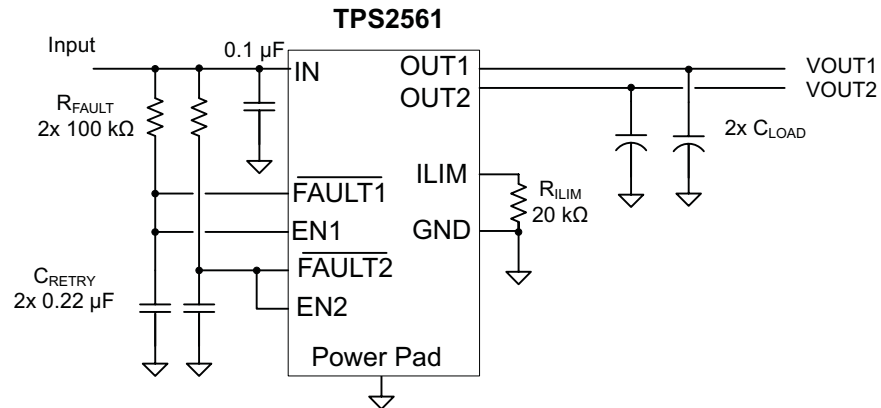 TPS2561
Input
0.1 µF
IN
OUT1
VOUT1
OUT2
VOUT2
RFAULT
2x 100 kΩ
2x CLOAD
ILIM
RILIM
20 kΩ
FAULT1
EN1
GND
FAULT2
CRETRY
2x 0.22 µF
EN2
Power Pad